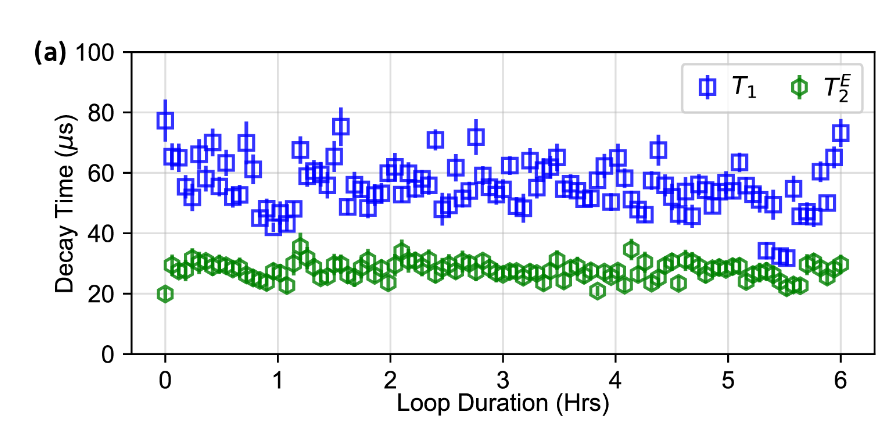 (a)
100
80
60
40
20
0
Decay Time (μs)
T₁
T₂ᴱ
0 1 2 3 4 5 6
Loop Duration (Hrs)